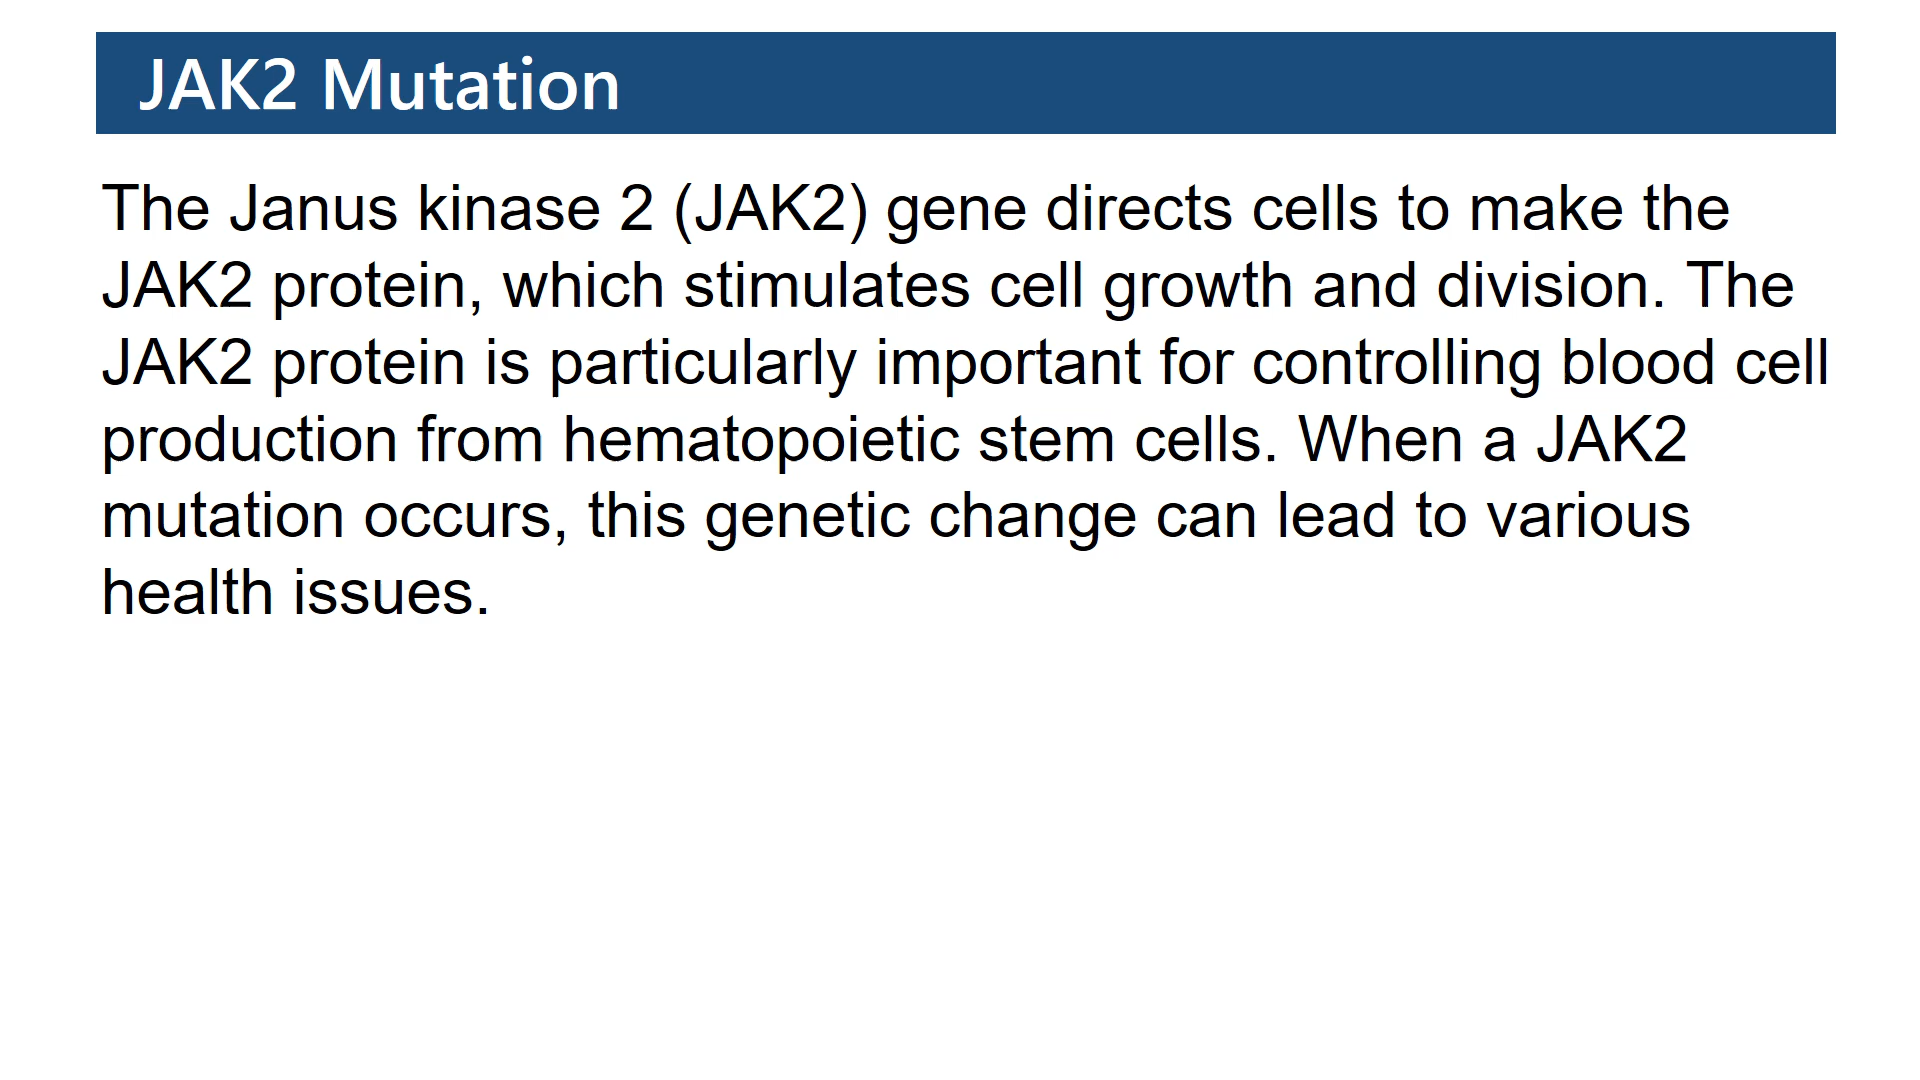 JAK2 Mutation
The Janus kinase 2 (JAK2) gene directs cells to make the
JAK2 protein, which stimulates cell growth and division. The
JAK2 protein is particularly important for controlling blood cell
production from hematopoietic stem cells. When a JAK2
mutation occurs, this genetic change can lead to various
health issues.